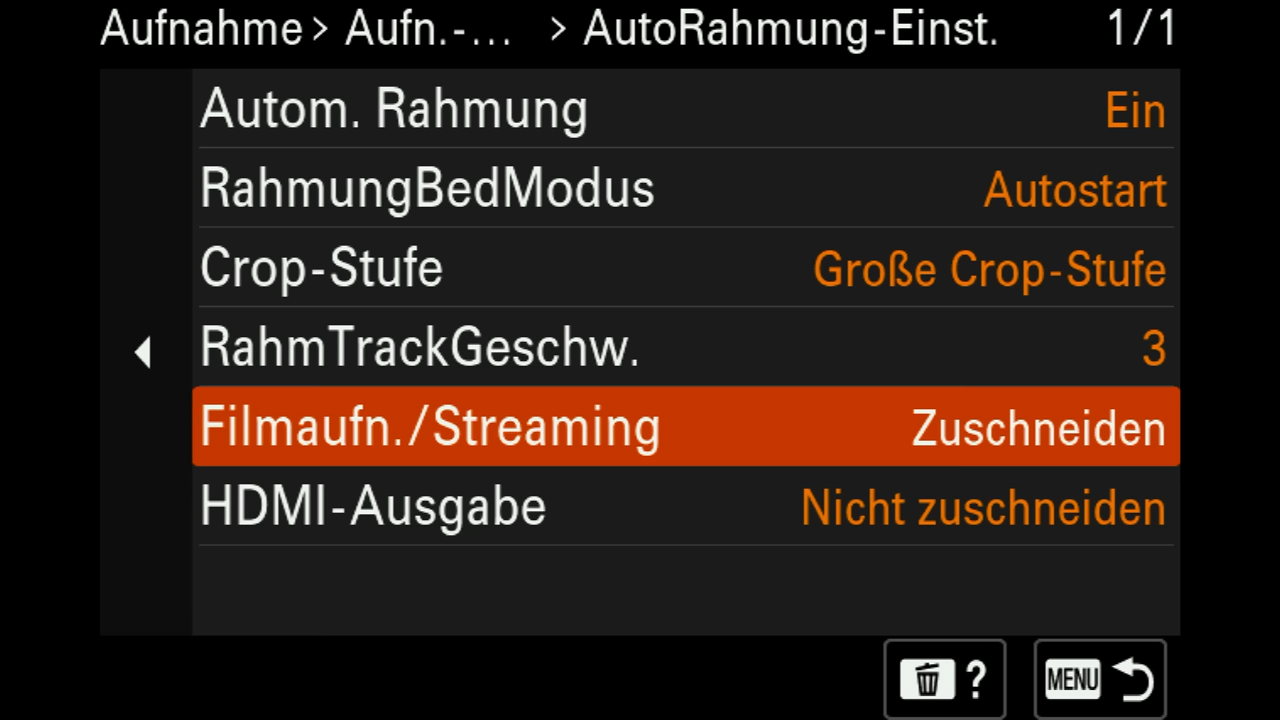 Aufnahme > Aufn.-... > AutoRahmung-Einst. 1/1
Autom. Rahmung Ein
RahmungBedModus Autostart
Crop-Stufe Große Crop-Stufe
RahmTrackGeschw. 3
Filmaufn./Streaming Zuschneiden
HDMI-Ausgabe Nicht zuschneiden
? MENU